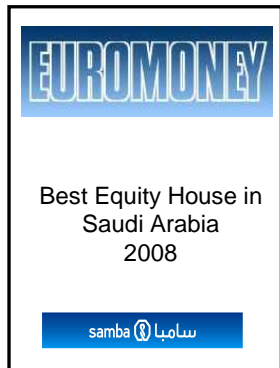 EUROMONEY
Best Equity House in
Saudi Arabia
2008
samba سامبا